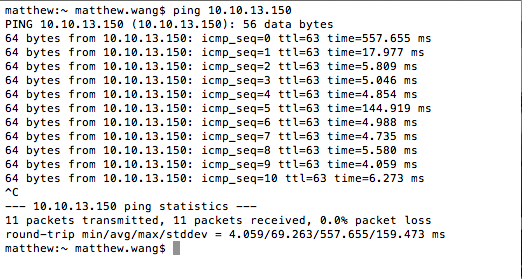 matthew:~ matthew.wang$ ping 10.10.13.150
PING 10.10.13.150 (10.10.13.150): 56 data bytes
64 bytes from 10.10.13.150: icmp_seq=0 ttl=63 time=557.655 ms
64 bytes from 10.10.13.150: icmp_seq=1 ttl=63 time=17.977 ms
64 bytes from 10.10.13.150: icmp_seq=2 ttl=63 time=5.809 ms
64 bytes from 10.10.13.150: icmp_seq=3 ttl=63 time=5.046 ms
64 bytes from 10.10.13.150: icmp_seq=4 ttl=63 time=4.854 ms
64 bytes from 10.10.13.150: icmp_seq=5 ttl=63 time=144.919 ms
64 bytes from 10.10.13.150: icmp_seq=6 ttl=63 time=4.988 ms
64 bytes from 10.10.13.150: icmp_seq=7 ttl=63 time=4.735 ms
64 bytes from 10.10.13.150: icmp_seq=8 ttl=63 time=5.580 ms
64 bytes from 10.10.13.150: icmp_seq=9 ttl=63 time=4.059 ms
64 bytes from 10.10.13.150: icmp_seq=10 ttl=63 time=6.273 ms
^C
--- 10.10.13.150 ping statistics ---
11 packets transmitted, 11 packets received, 0.0% packet loss
round-trip min/avg/max/stddev = 4.059/69.263/557.655/159.473 ms
matthew:~ matthew.wang$